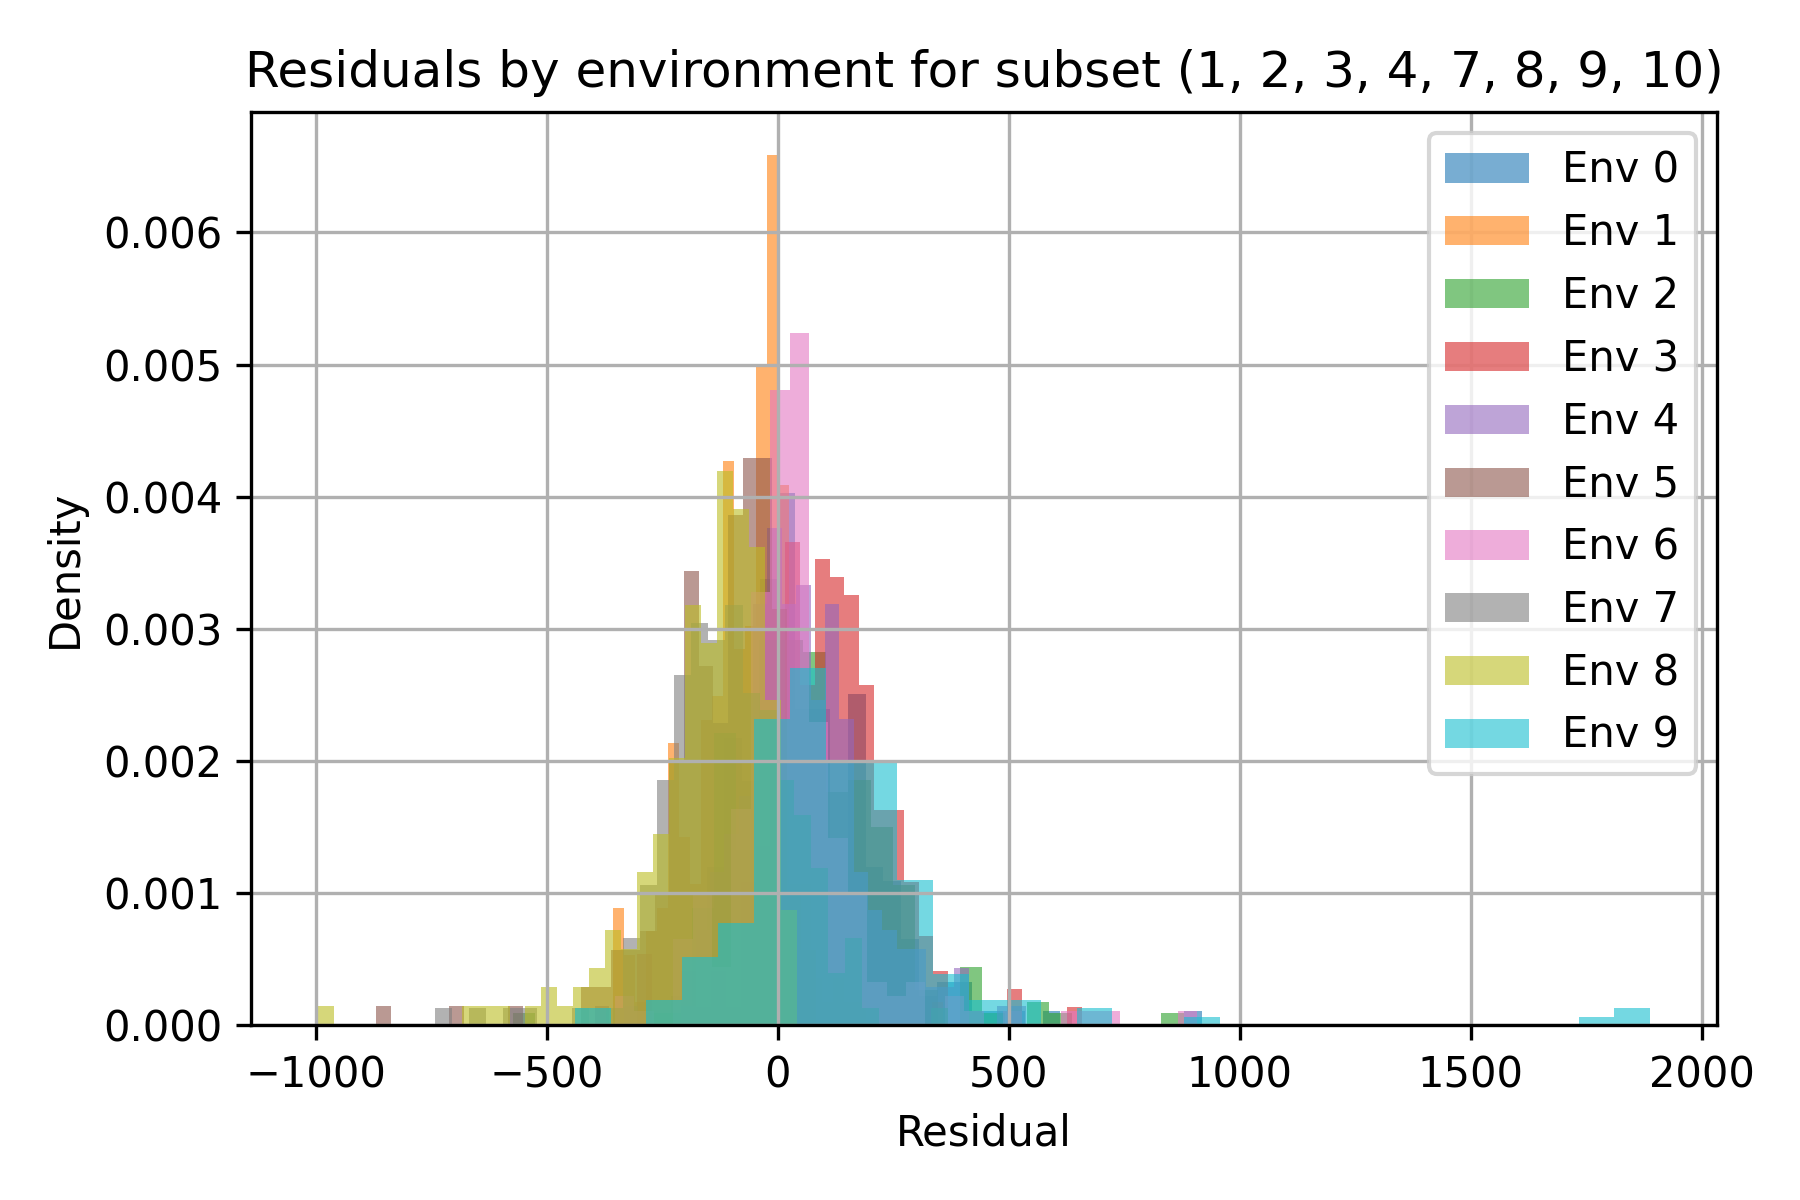 Residuals by environment for subset (1, 2, 3, 4, 7, 8, 9, 10)
Density
0.006
0.005
0.004
0.003
0.002
0.001
0.000
−1000
−500
0
500
1000
1500
2000
Residual
Env 0
Env 1
Env 2
Env 3
Env 4
Env 5
Env 6
Env 7
Env 8
Env 9